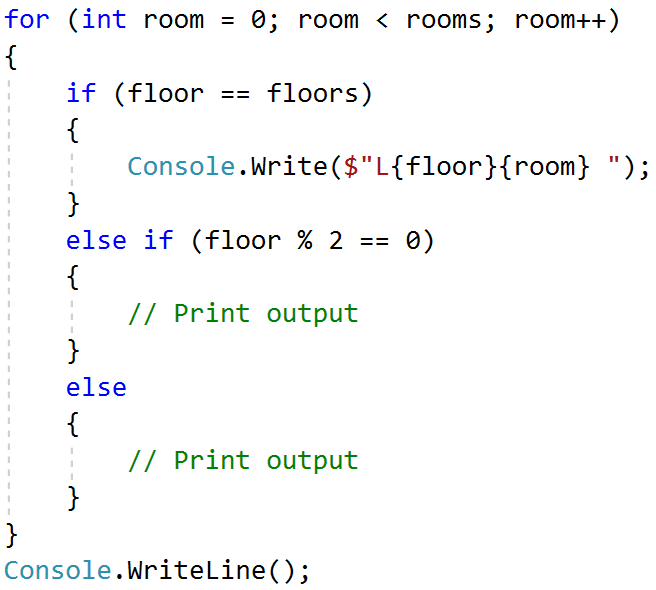 for (int room = 0; room < rooms; room++)
{
    if (floor == floors)
    {
        Console.Write($"L{floor}{room} ");
    }
    else if (floor % 2 == 0)
    {
        // Print output
    }
    else
    {
        // Print output
    }
}
Console.WriteLine();